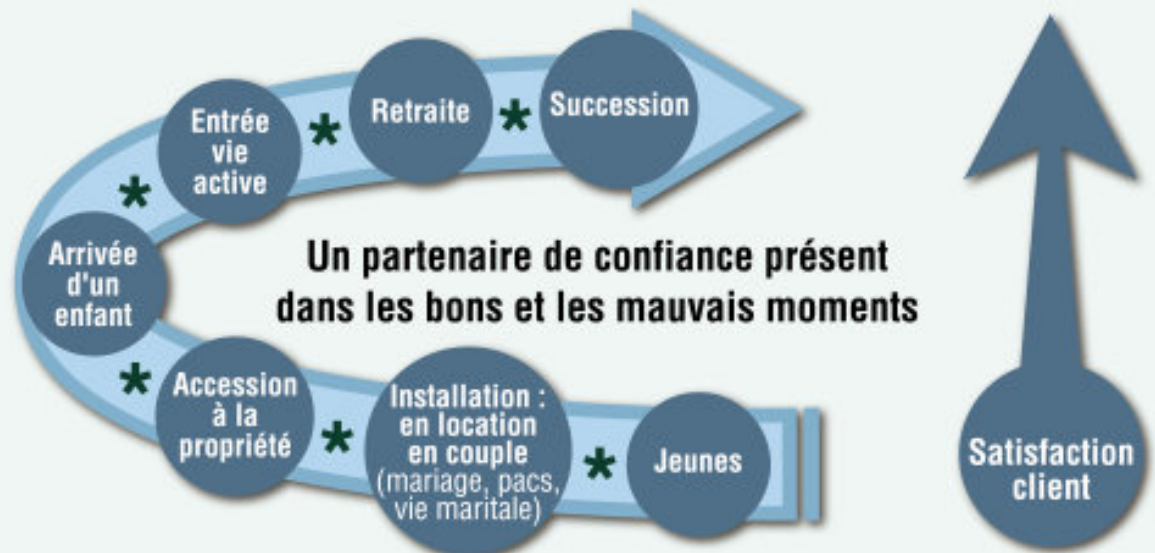 Entrée
vie
active
*
Retraite
*
Succession
*
Arrivée
d'un
enfant
Un partenaire de confiance présent
dans les bons et les mauvais moments
*
Accession
à la
propriété
*
Installation :
en location
en couple
(mariage, pacs,
vie maritale)
*
Jeunes
Satisfaction
client